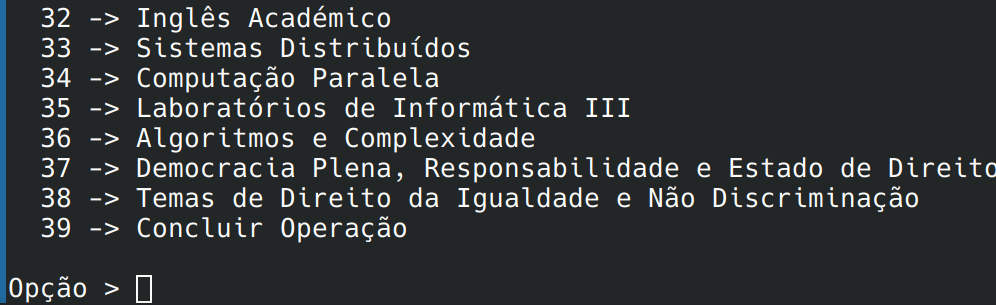 32 -> Inglês Académico
33 -> Sistemas Distribuídos
34 -> Computação Paralela
35 -> Laboratórios de Informática III
36 -> Algoritmos e Complexidade
37 -> Democracia Plena, Responsabilidade e Estado de Direito
38 -> Temas de Direito da Igualdade e Não Discriminação
39 -> Concluir Operação
Opção >